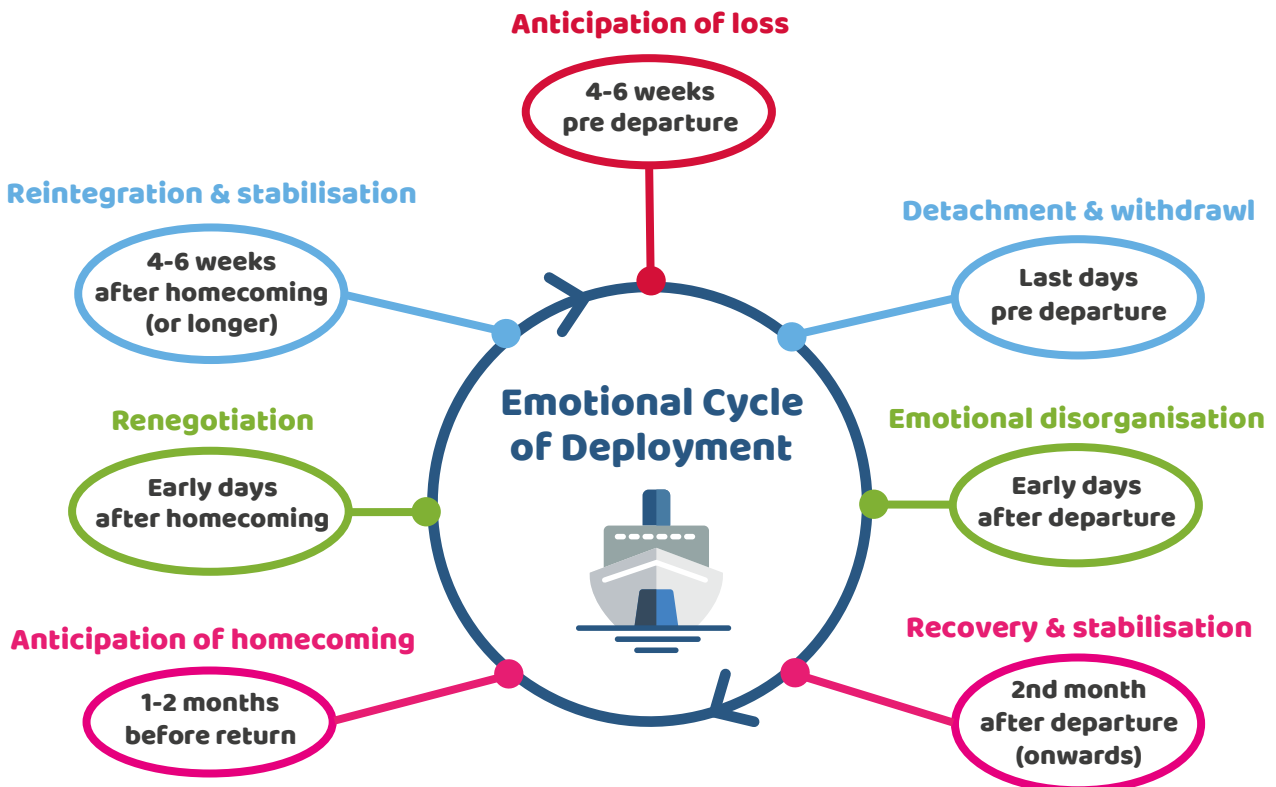 Anticipation of loss
4-6 weeks
pre departure
Detachment & withdrawl
Last days
pre departure
Emotional disorganisation
Early days
after departure
Recovery & stabilisation
2nd month
after departure
(onwards)
Anticipation of homecoming
1-2 months
before return
Renegotiation
Early days
after homecoming
Reintegration & stabilisation
4-6 weeks
after homecoming
(or longer)
Emotional Cycle
of Deployment